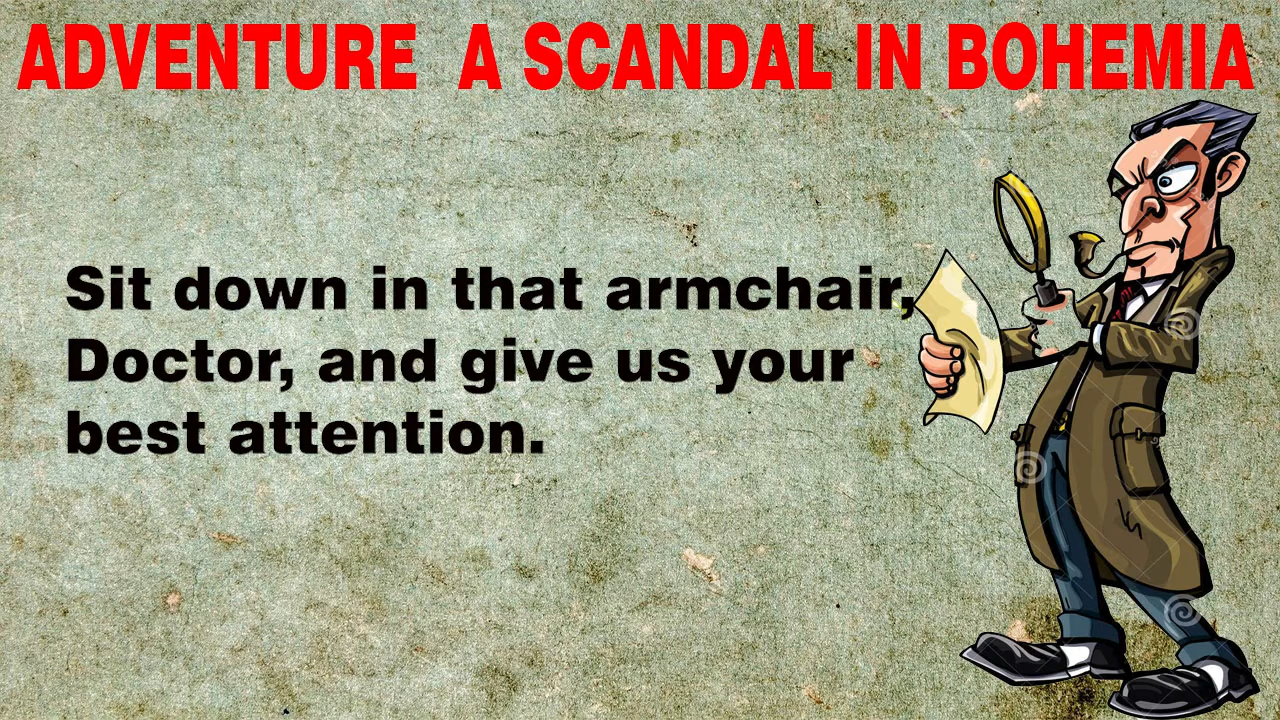 ADVENTURE A SCANDAL IN BOHEMIA
Sit down in that armchair,
Doctor, and give us your
best attention.